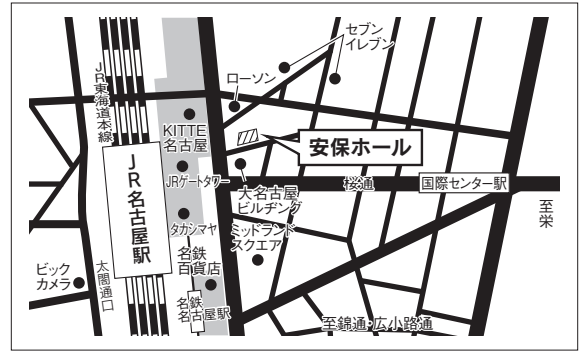 セブン
イレブン
ローソン
JR東海道本線
KITTE
名古屋
安保ホール
JR名古屋駅
JRゲートタワー
大名古屋
ビルヂング
桜通
国際センター駅
至栄
タカシマヤ
ミッドランド
スクエア
名鉄
百貨店
ビック
カメラ
太閤通口
名鉄
名古屋駅
至錦通・広小路通